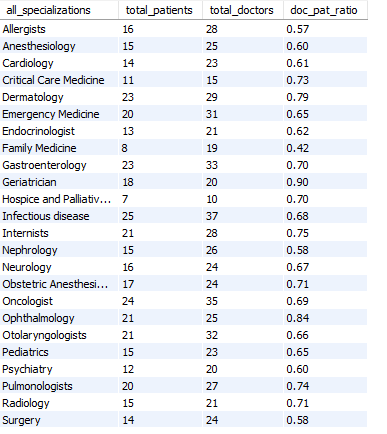 all_specializations total_patients total_doctors doc_pat_ratio
Allergists 16 28 0.57
Anesthesiology 15 25 0.60
Cardiology 14 23 0.61
Critical Care Medicine 11 15 0.73
Dermatology 23 29 0.79
Emergency Medicine 20 31 0.65
Endocrinologist 13 21 0.62
Family Medicine 8 19 0.42
Gastroenterology 23 33 0.70
Geriatrician 18 20 0.90
Hospice and Palliativ... 7 10 0.70
Infectious disease 25 37 0.68
Internists 21 28 0.75
Nephrology 15 26 0.58
Neurology 16 24 0.67
Obstetric Anesthesi... 17 24 0.71
Oncologist 24 35 0.69
Ophthalmology 21 25 0.84
Otolaryngologists 21 32 0.66
Pediatrics 15 23 0.65
Psychiatry 12 20 0.60
Pulmonologists 20 27 0.74
Radiology 15 21 0.71
Surgery 14 24 0.58